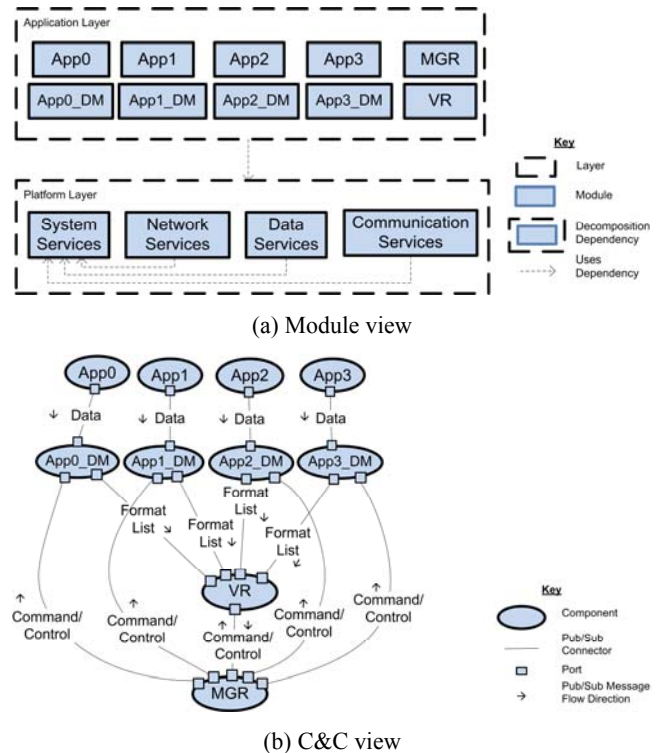 Application Layer
App0
App1
App2
App3
MGR
App0_DM
App1_DM
App2_DM
App3_DM
VR
Platform Layer
System
Services
Network
Services
Data
Services
Communication
Services
Key
Layer
Module
Decomposition
Dependency
Uses
Dependency
(a) Module view
App0
App1
App2
App3
Data
Data
Data
Data
App0_DM
App1_DM
App2_DM
App3_DM
Format
List
Format
List
Format
List
Format
List
VR
Command/
Control
Command/
Control
Command/
Control
Command/
Control
Command/
Control
MGR
Key
Component
Pub/Sub
Connector
Port
Pub/Sub Message
Flow Direction
(b) C&C view